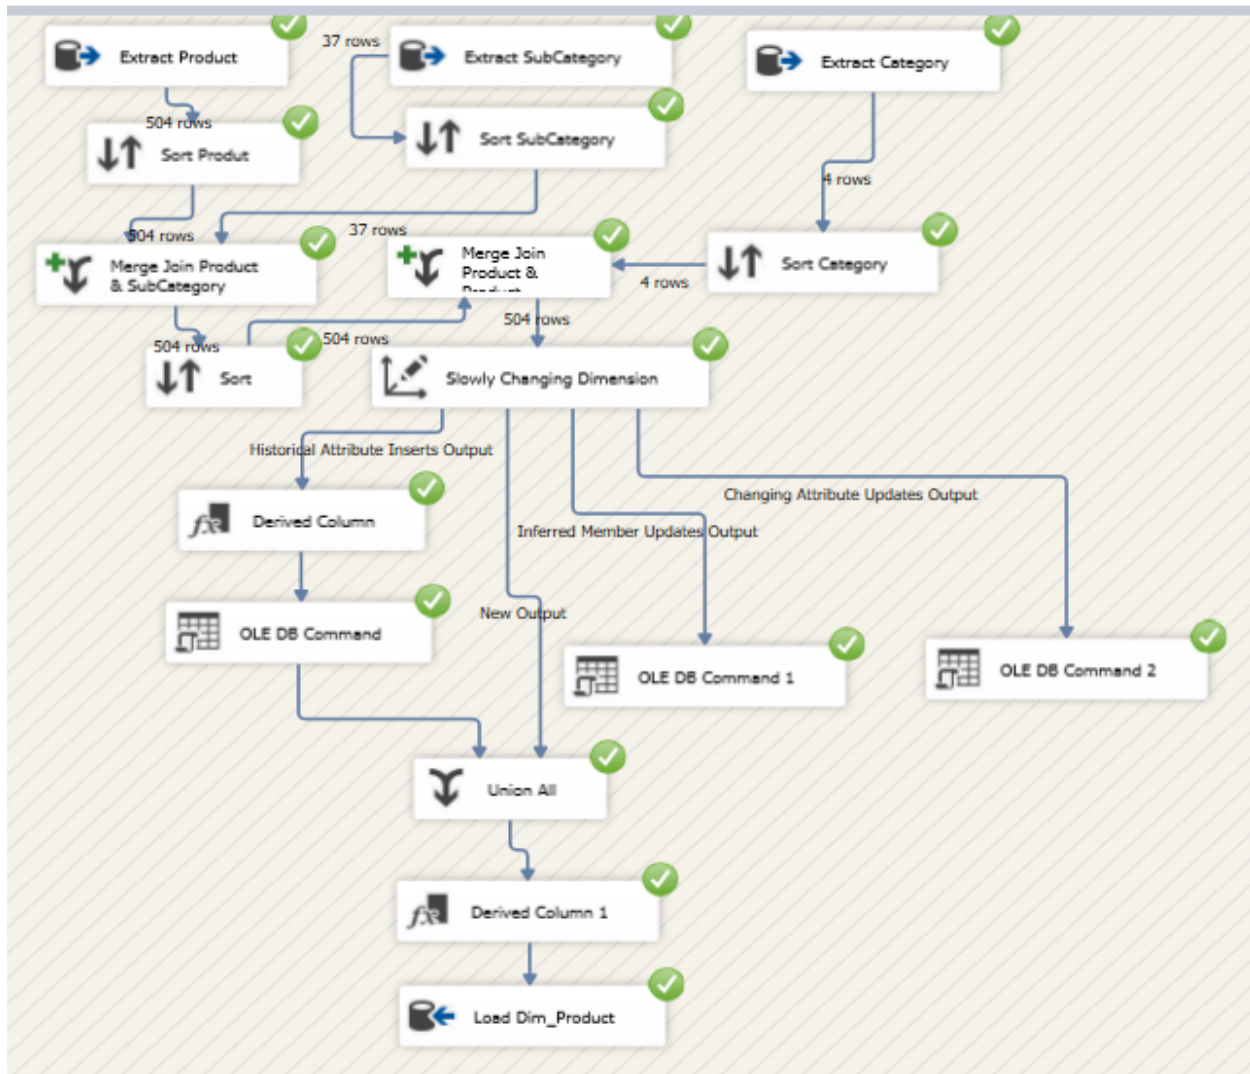 37 rows
Extract Product
Extract SubCategory
Extract Category
504 rows
Sort Produt
Sort SubCategory
4 rows
504 rows
37 rows
Merge Join Product
& SubCategory
Merge Join
Product &
Product
Sort Category
4 rows
504 rows
504 rows
504 rows
Sort
Slowly Changing Dimension
Historical Attribute Inserts Output
Changing Attribute Updates Output
Derived Column
Inferred Member Updates Output
New Output
OLE DB Command
OLE DB Command 1
OLE DB Command 2
Union All
Derived Column 1
Load Dim_Product